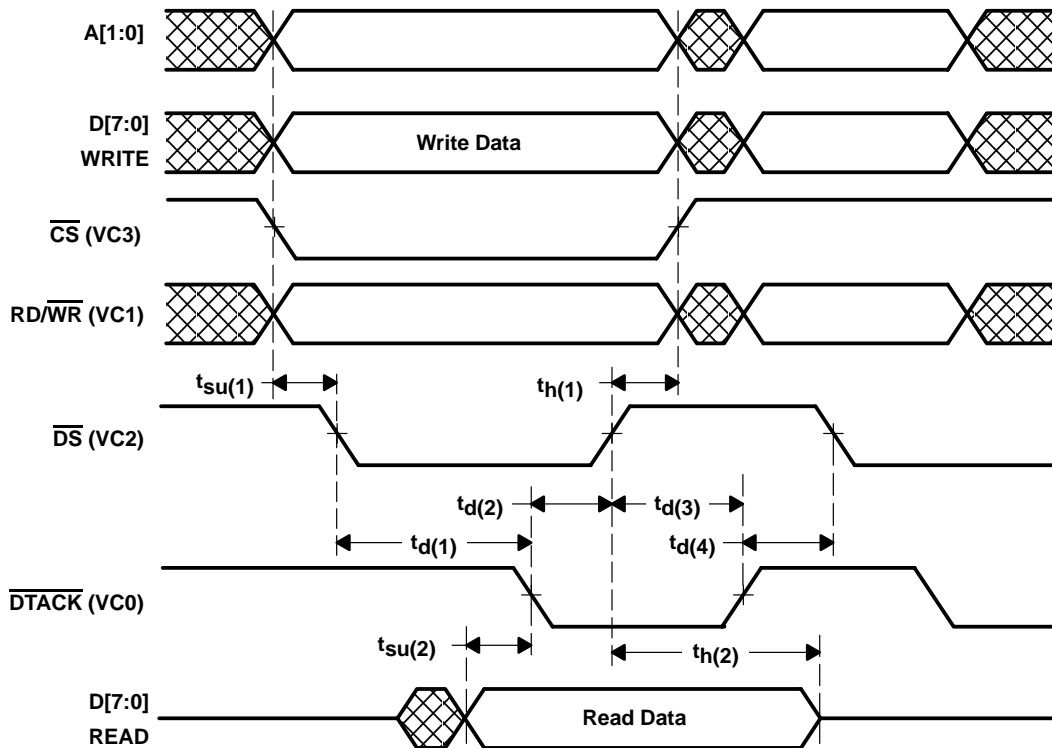 A[1:0]
D[7:0]
WRITE
Write Data
CS (VC3)
RD/WR (VC1)
tsu(1)
th(1)
DS (VC2)
td(2)
td(3)
td(1)
td(4)
DTACK (VC0)
tsu(2)
th(2)
D[7:0]
READ
Read Data